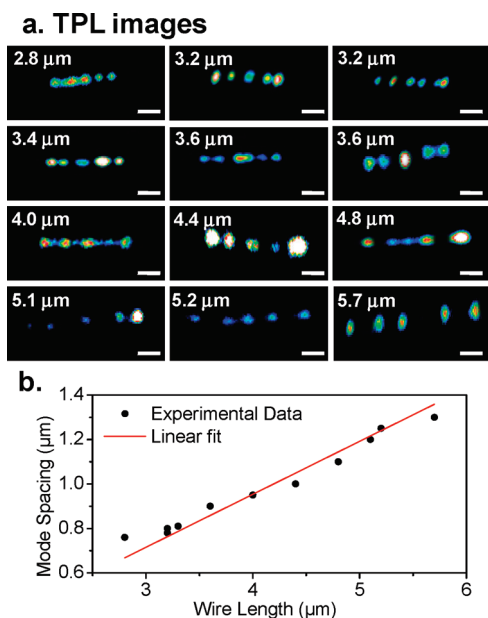 a. TPL images
2.8 μm 3.2 μm 3.2 μm
3.4 μm 3.6 μm 3.6 μm
4.0 μm 4.4 μm 4.8 μm
5.1 μm 5.2 μm 5.7 μm
b.
1.4
Experimental Data
Linear fit
1.2
1.0
0.8
0.6
Mode Spacing (μm)
3 4 5 6
Wire Length (μm)